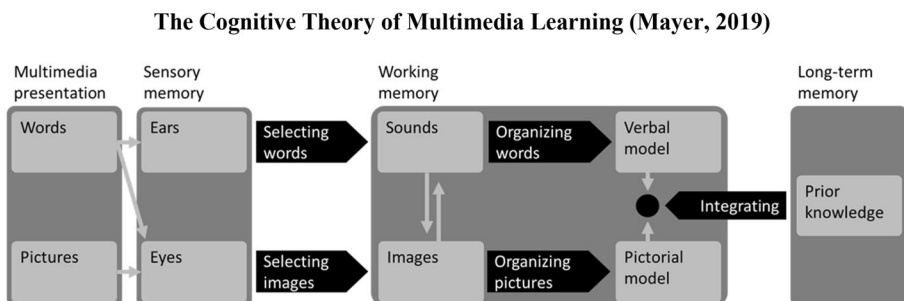 The Cognitive Theory of Multimedia Learning (Mayer, 2019)
Multimedia
presentation
Sensory
memory
Working
memory
Long-term
memory
Words
Ears
Selecting
words
Sounds
Organizing
words
Verbal
model
Integrating
Prior
knowledge
Pictures
Eyes
Selecting
images
Images
Organizing
pictures
Pictorial
model